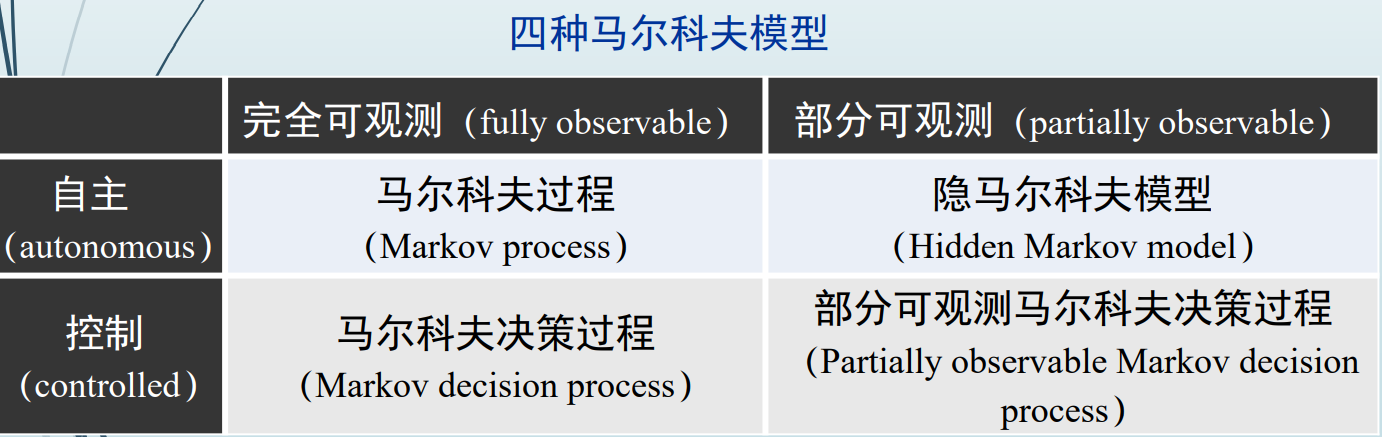 四种马尔科夫模型
完全可观测（fully observable）
部分可观测（partially observable）
自主
（autonomous）
马尔科夫过程
（Markov process）
隐马尔科夫模型
（Hidden Markov model）
控制
（controlled）
马尔科夫决策过程
（Markov decision process）
部分可观测马尔科夫决策过程
（Partially observable Markov decision
process）